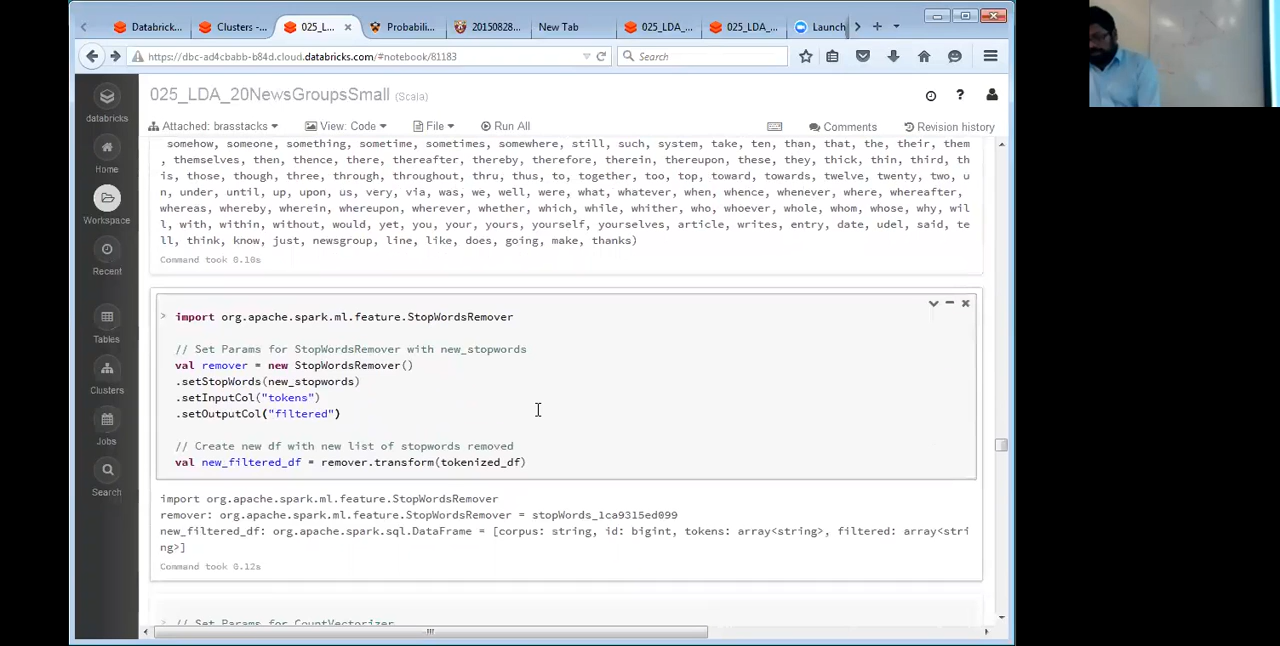 Databrick...
Clusters -...
025_L...
Probabili...
20150828...
New Tab
025_LDA_...
025_LDA_...
Launch
https://dbc-ad4cbabb-b84d.cloud.databricks.com/#notebook/81183
Search
databricks
Home
Workspace
Recent
Tables
Clusters
Jobs
Search
025_LDA_20NewsGroupsSmall (Scala)
Attached: brasstacks
View: Code
File
Run All
Comments
Revision history
somehow, someone, something, sometime, sometimes, somewhere, still, such, system, take, ten, than, that, the, their, them
, themselves, then, thence, there, thereafter, thereby, therefore, therein, thereupon, these, they, thick, thin, third, th
is, those, though, three, through, throughout, thru, thus, to, together, too, top, toward, towards, twelve, twenty, two, u
n, under, until, up, upon, us, very, via, was, we, well, were, what, whatever, when, whence, whenever, where, whereafter,
whereas, whereby, wherein, whereupon, wherever, whether, which, while, whither, who, whoever, whole, whom, whose, why, wil
l, with, within, without, would, yet, you, your, yours, yourself, yourselves, article, writes, entry, date, udel, said, te
ll, think, know, just, newsgroup, line, like, does, going, make, thanks)
Command took 0.10s
> import org.apache.spark.ml.feature.StopWordsRemover
// Set Params for StopWordsRemover with new_stopwords
val remover = new StopWordsRemover()
.setStopWords(new_stopwords)
.setInputCol("tokens")
.setOutputCol("filtered")
// Create new df with new list of stopwords removed
val new_filtered_df = remover.transform(tokenized_df)
import org.apache.spark.ml.feature.StopWordsRemover
remover: org.apache.spark.ml.feature.StopWordsRemover = stopWords_1ca9315ed099
new_filtered_df: org.apache.spark.sql.DataFrame = [corpus: string, id: bigint, tokens: array<string>, filtered: array<stri
ng>]
Command took 0.12s
> // Set Params for CountVectorizer